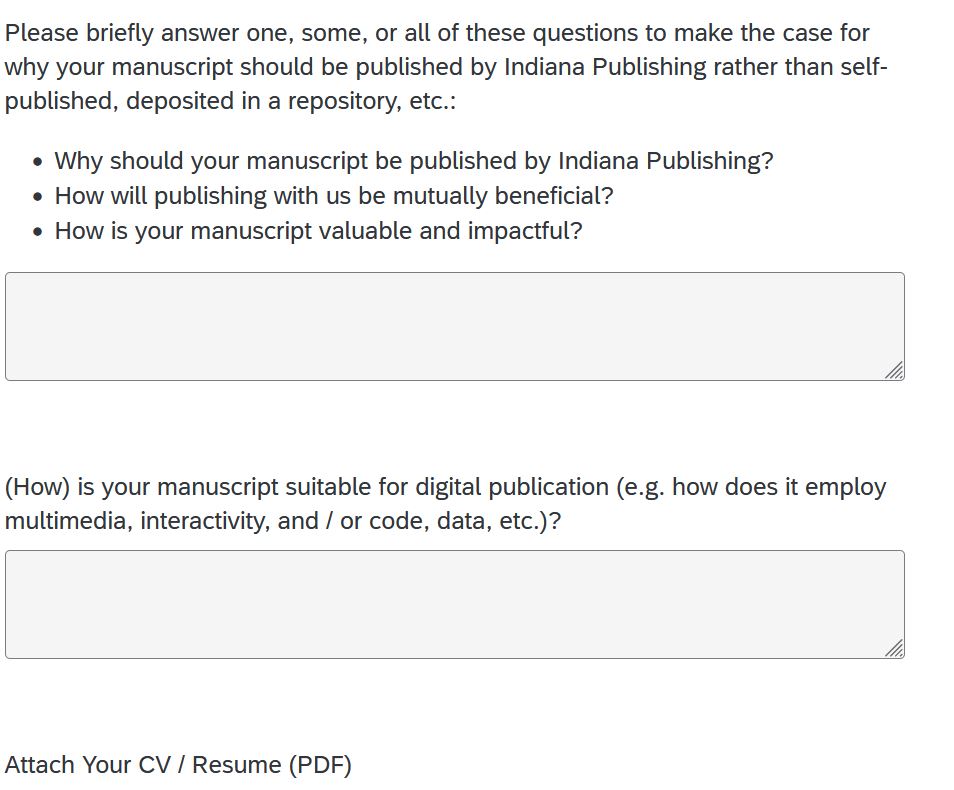 Please briefly answer one, some, or all of these questions to make the case for
why your manuscript should be published by Indiana Publishing rather than self-
published, deposited in a repository, etc.:
• Why should your manuscript be published by Indiana Publishing?
• How will publishing with us be mutually beneficial?
• How is your manuscript valuable and impactful?
(How) is your manuscript suitable for digital publication (e.g. how does it employ
multimedia, interactivity, and / or code, data, etc.)?
Attach Your CV / Resume (PDF)